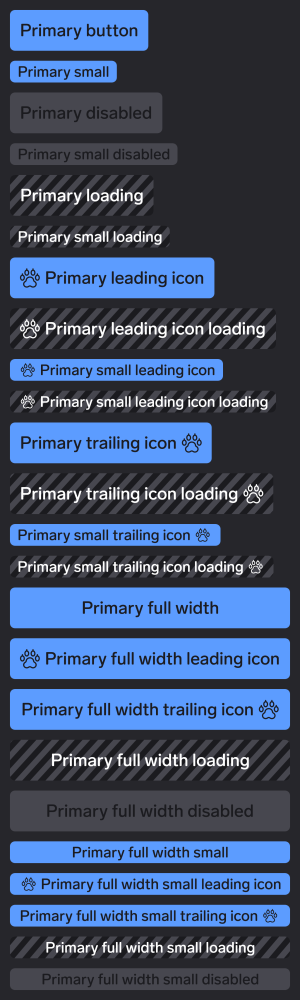 Primary button
Primary small
Primary disabled
Primary small disabled
Primary loading
Primary small loading
Primary leading icon
Primary leading icon loading
Primary small leading icon
Primary small leading icon loading
Primary trailing icon
Primary trailing icon loading
Primary small trailing icon
Primary small trailing icon loading
Primary full width
Primary full width leading icon
Primary full width trailing icon
Primary full width loading
Primary full width disabled
Primary full width small
Primary full width small leading icon
Primary full width small trailing icon
Primary full width small loading
Primary full width small disabled